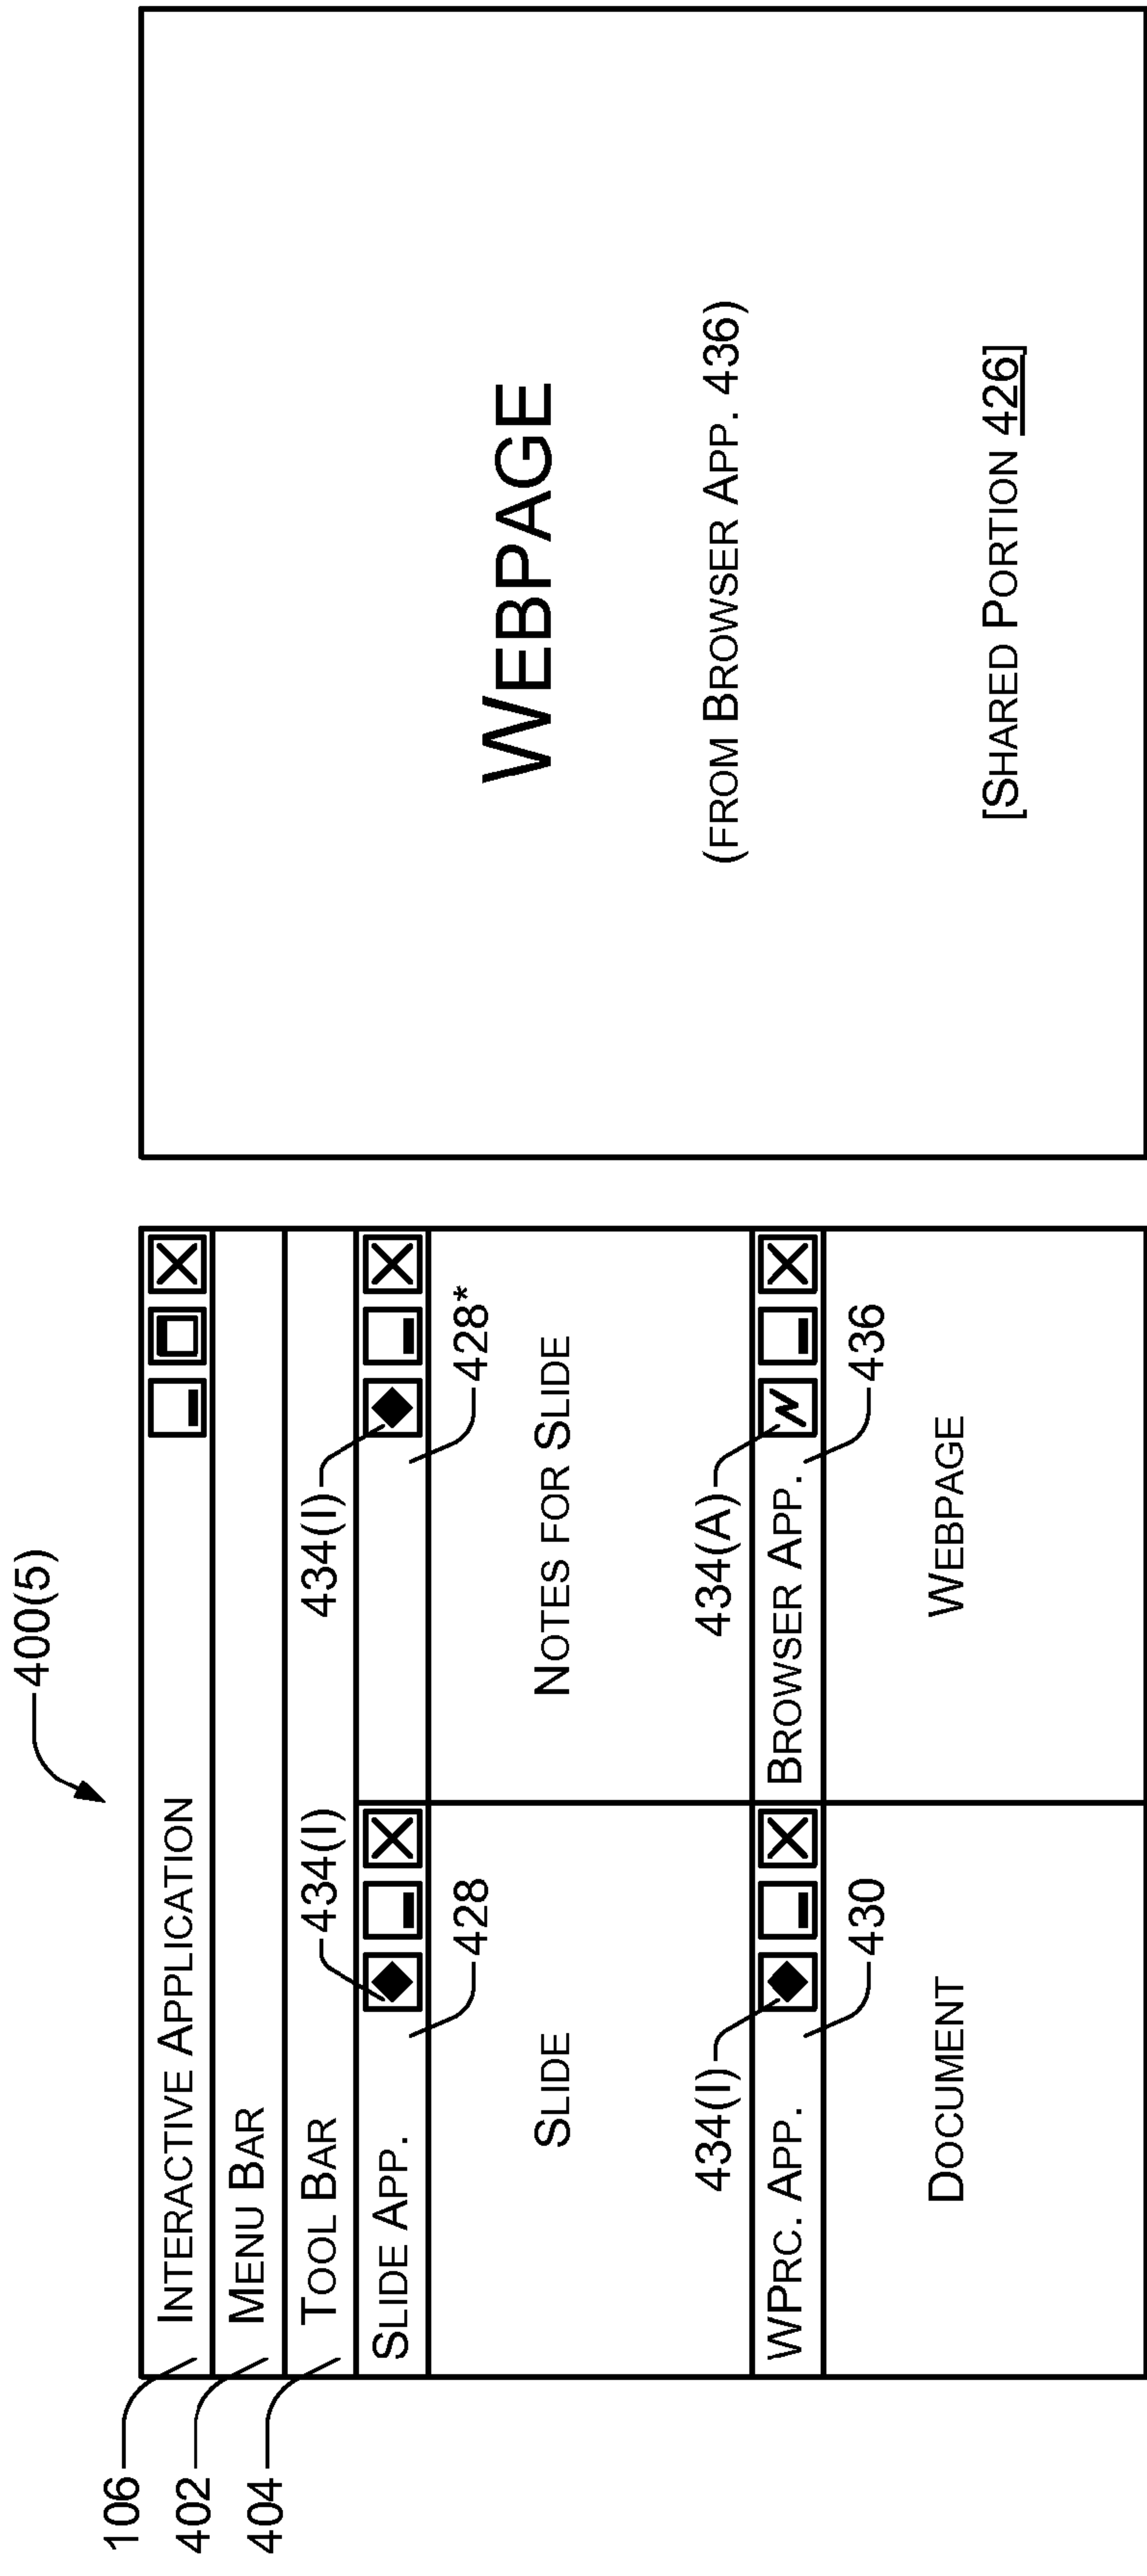 400(5)
106
INTERACTIVE APPLICATION
402
MENU BAR
404
TOOL BAR
434(I)
434(I)
SLIDE APP.
428
428*
SLIDE
NOTES FOR SLIDE
434(I)
434(A)
WPRC. APP.
BROWSER APP.
430
436
DOCUMENT
WEBPAGE
WEBPAGE
(FROM BROWSER APP. 436)
[SHARED PORTION 426]